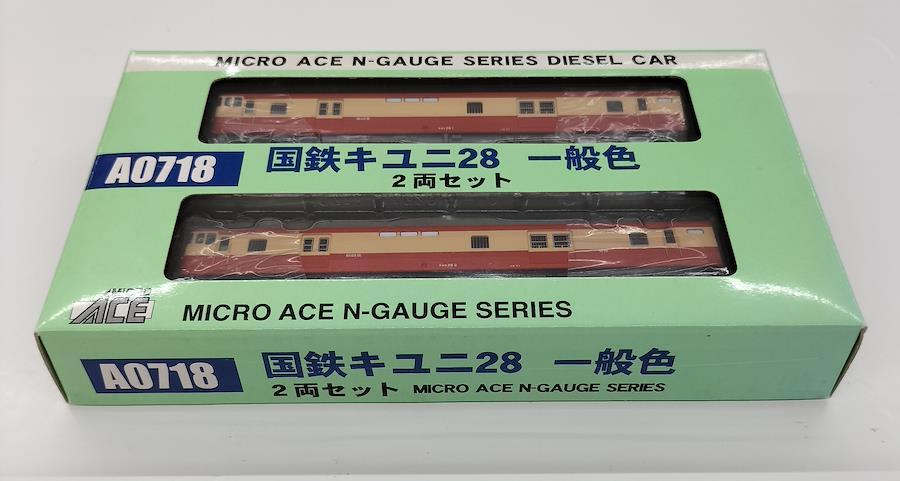 MICRO ACE N-GAUGE SERIES DIESEL CAR
A0718
国鉄キユニ28 一般色
2両セット
MICRO ACE
MICRO ACE N-GAUGE SERIES
A0718
国鉄キユニ28 一般色
2両セット MICRO ACE N-GAUGE SERIES